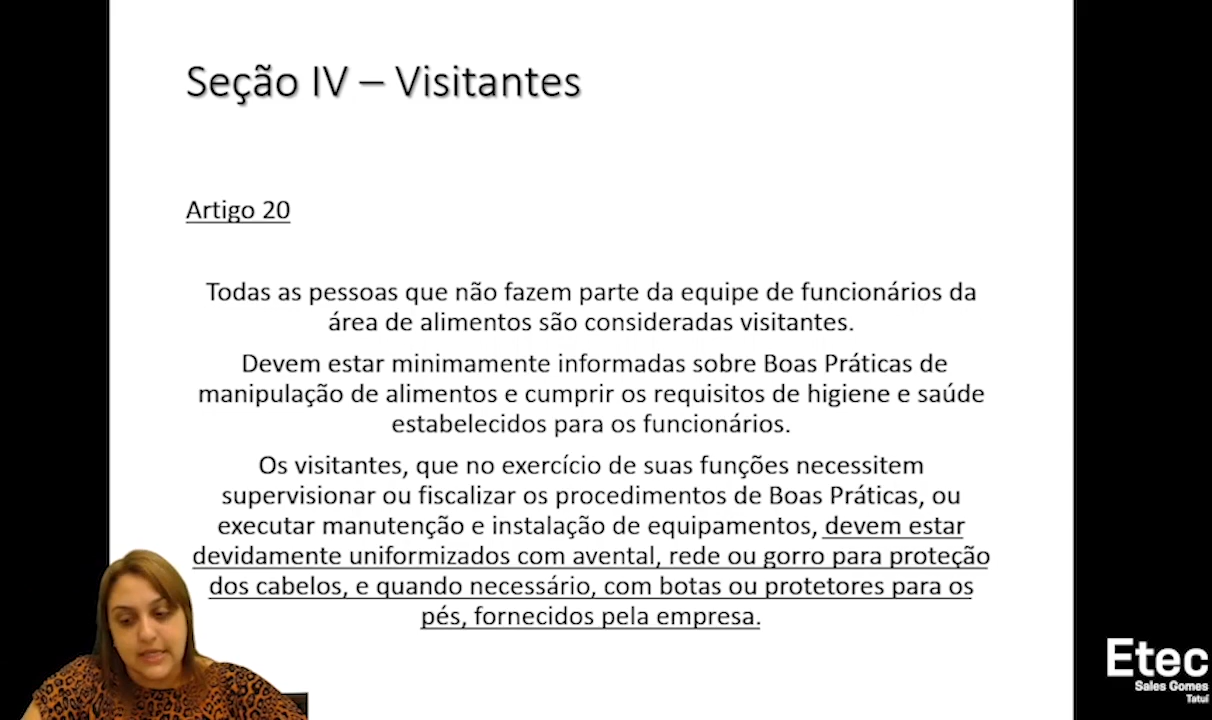 Seção IV – Visitantes
Artigo 20
Todas as pessoas que não fazem parte da equipe de funcionários da
área de alimentos são consideradas visitantes.
Devem estar minimamente informadas sobre Boas Práticas de
manipulação de alimentos e cumprir os requisitos de higiene e saúde
estabelecidos para os funcionários.
Os visitantes, que no exercício de suas funções necessitem
supervisionar ou fiscalizar os procedimentos de Boas Práticas, ou
executar manutenção e instalação de equipamentos, devem estar
devidamente uniformizados com avental, rede ou gorro para proteção
dos cabelos, e quando necessário, com botas ou protetores para os
pés, fornecidos pela empresa.
Etec
Sales Gomes
Tatuí